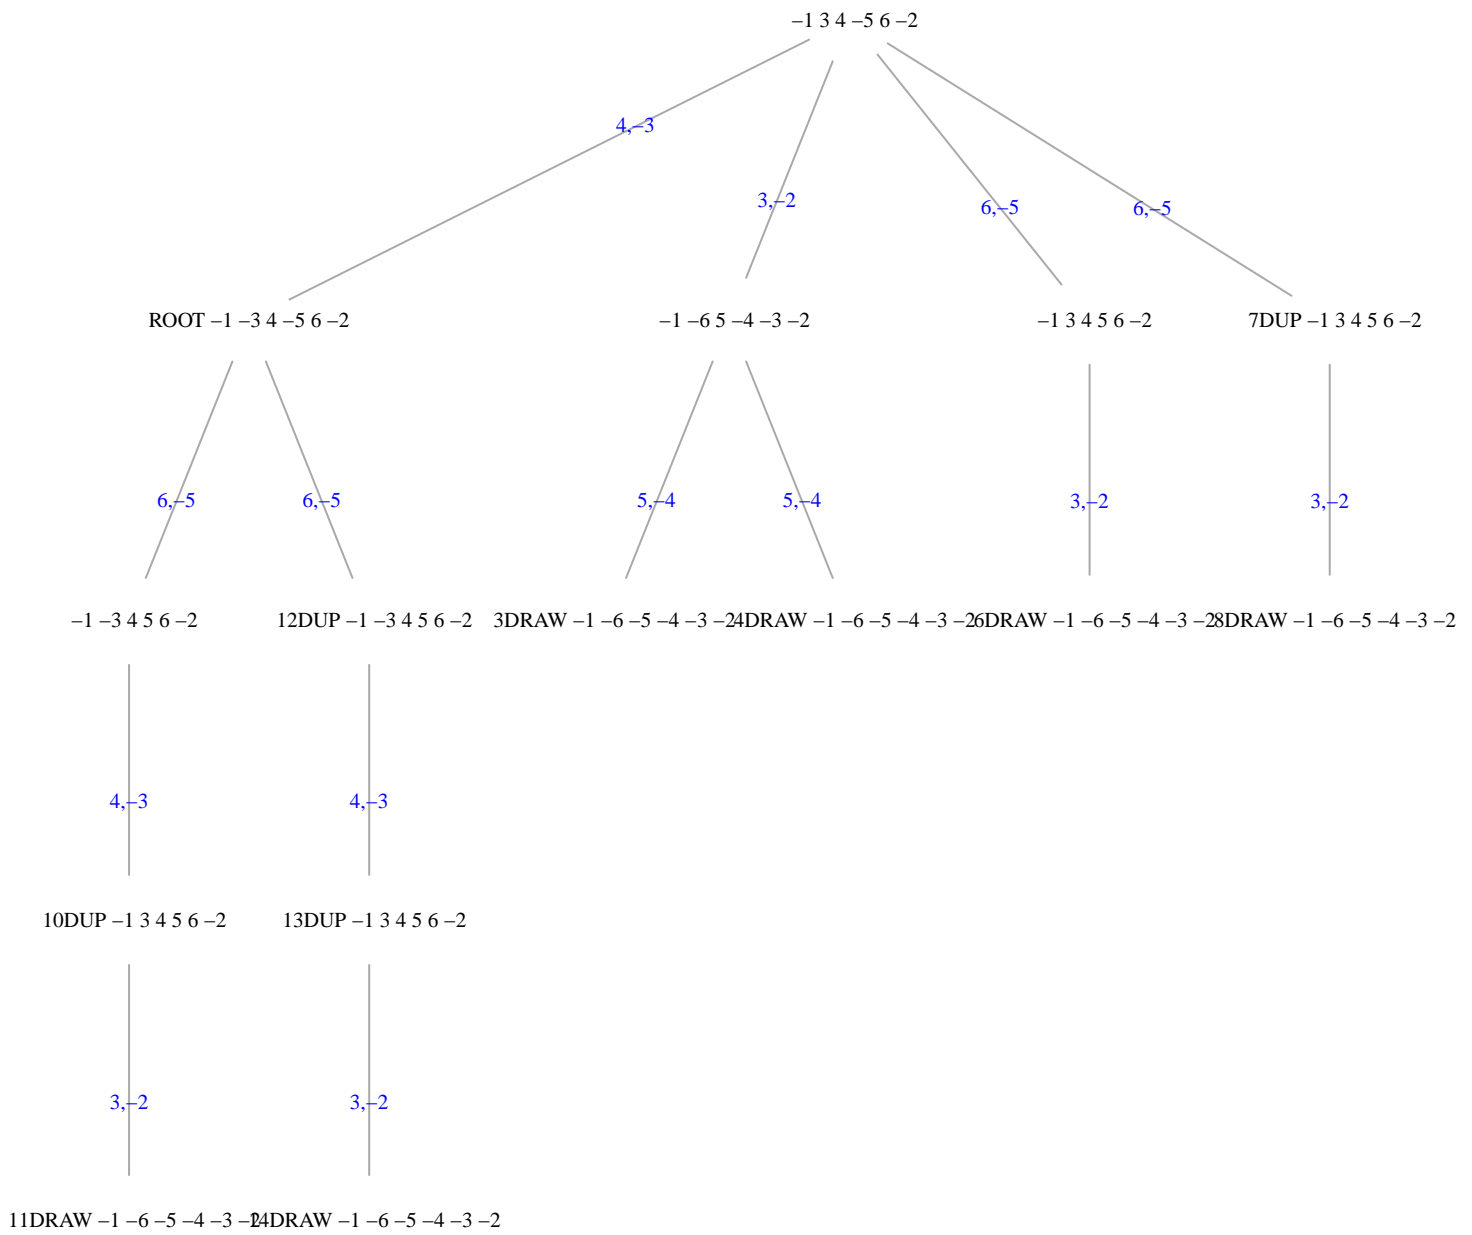 −1 3 4 −5 6 −2
4,−3
3,−2
6,−5
6,−5
ROOT −1 −3 4 −5 6 −2
−1 −6 5 −4 −3 −2
−1 3 4 5 6 −2
7DUP −1 3 4 5 6 −2
6,−5
6,−5
5,−4
5,−4
3,−2
3,−2
−1 −3 4 5 6 −2
12DUP −1 −3 4 5 6 −2
3DRAW −1 −6 −5 −4 −3 −2
4DRAW −1 −6 −5 −4 −3 −2
6DRAW −1 −6 −5 −4 −3 −2
8DRAW −1 −6 −5 −4 −3 −2
4,−3
4,−3
10DUP −1 3 4 5 6 −2
13DUP −1 3 4 5 6 −2
3,−2
3,−2
11DRAW −1 −6 −5 −4 −3 −2
14DRAW −1 −6 −5 −4 −3 −2